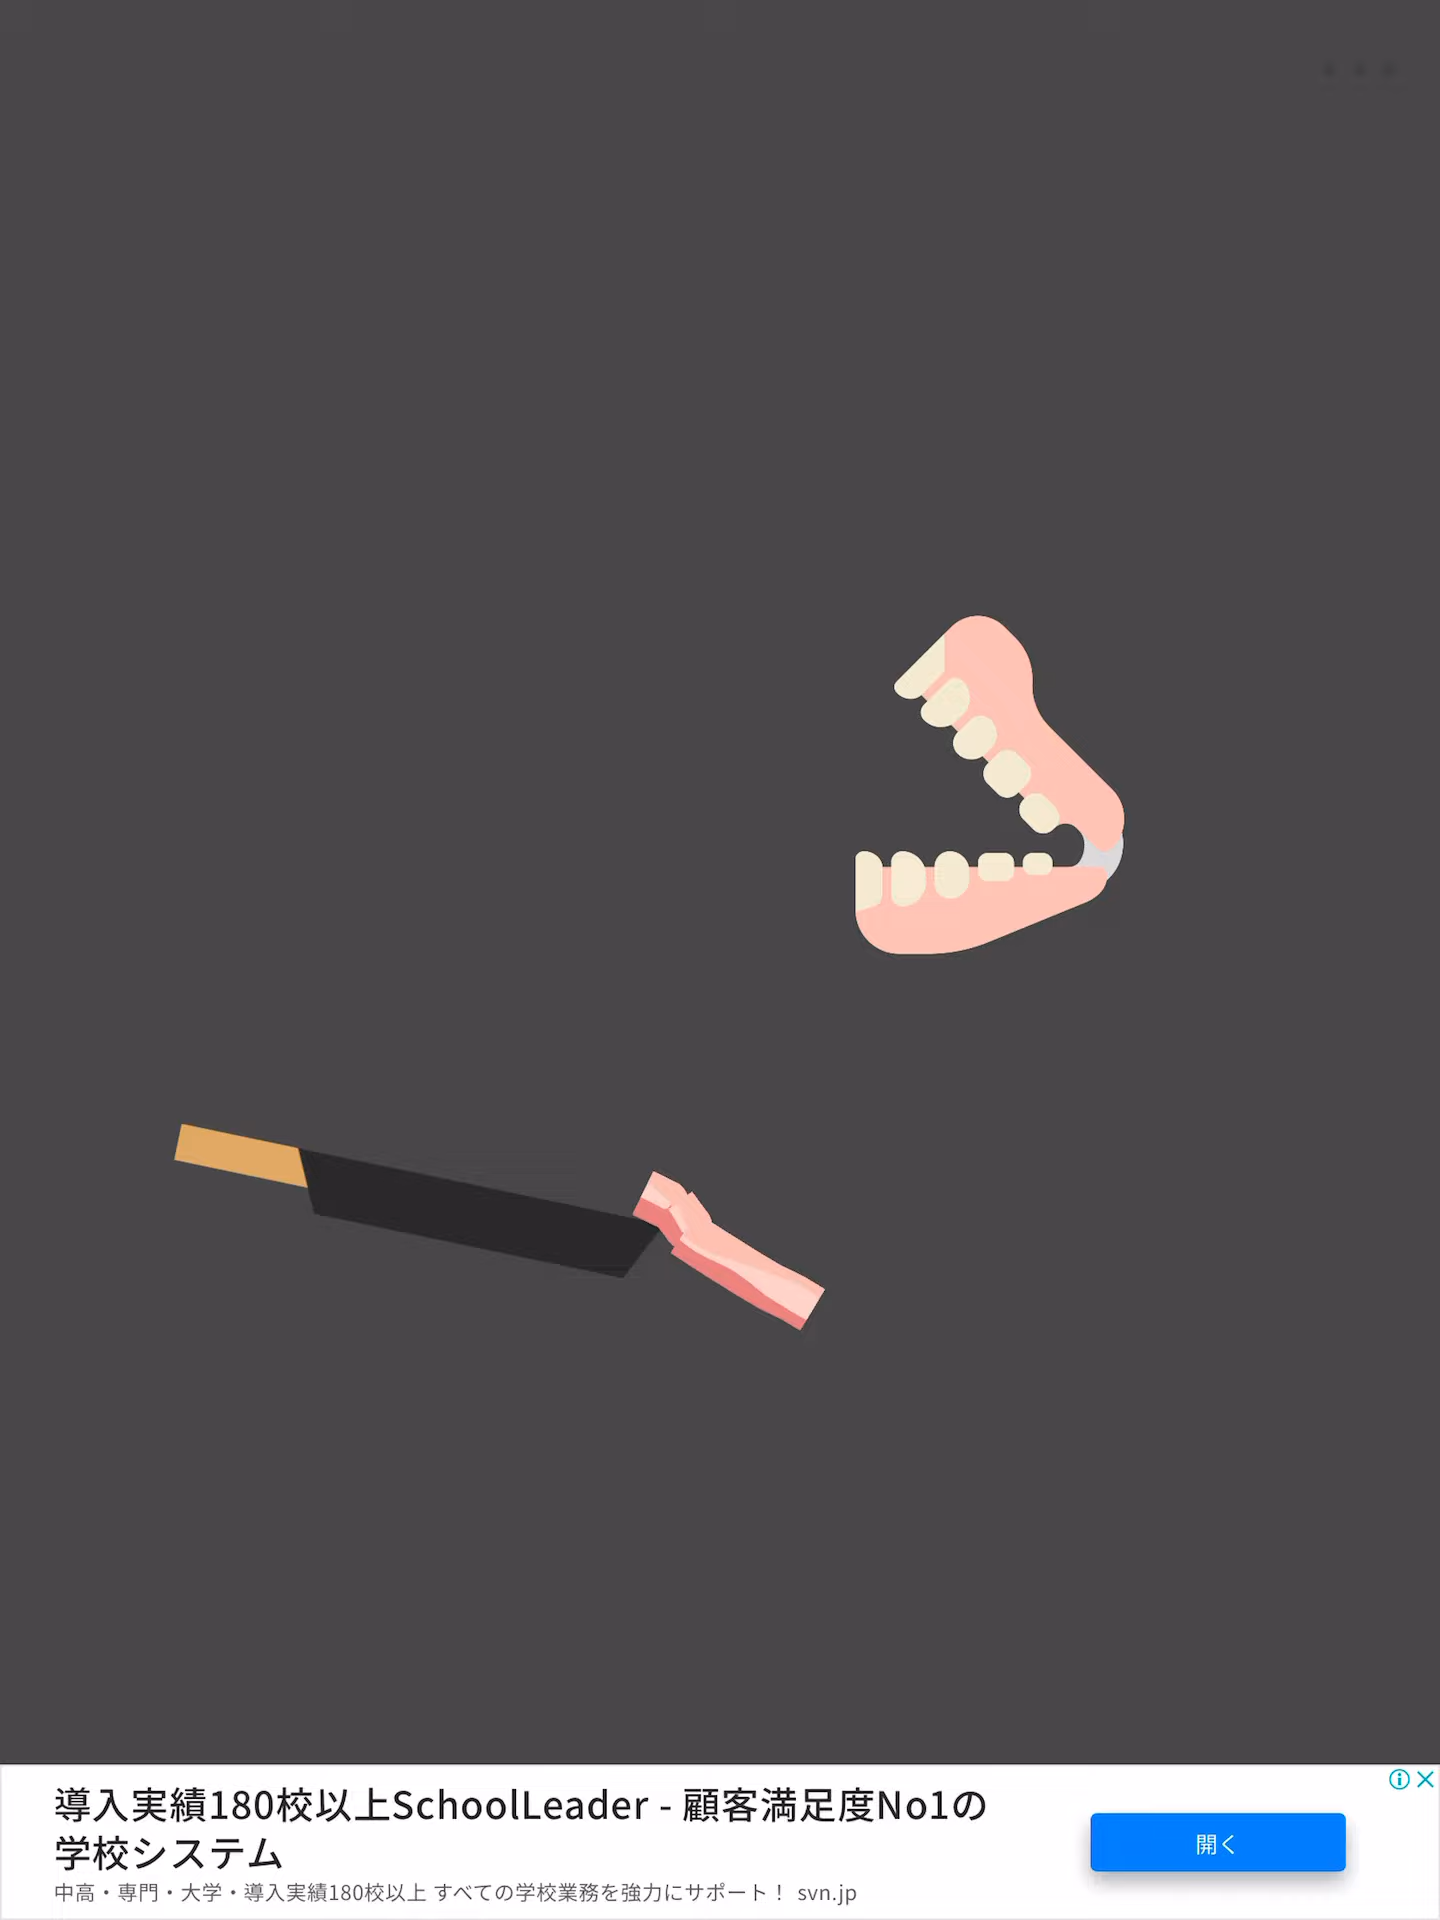 導入実績180校以上SchoolLeader - 顧客満足度No1の
学校システム
中高・専門・大学・導入実績180校以上 すべての学校業務を強力にサポート！ svn.jp
開く